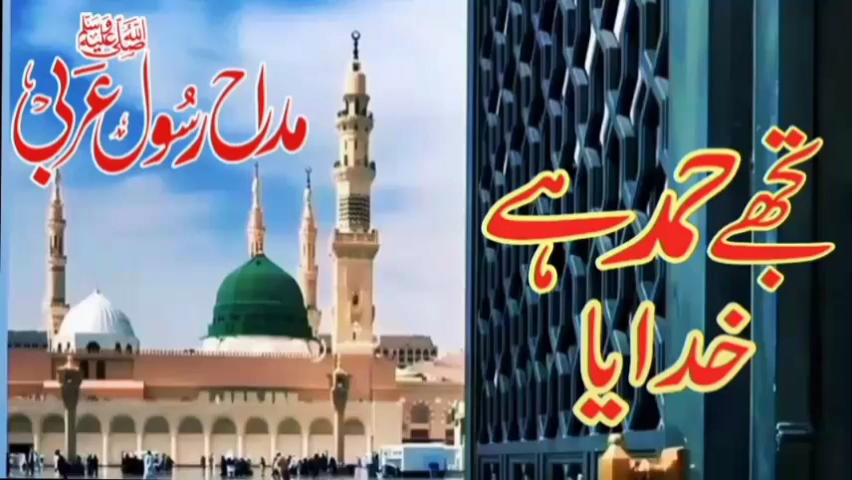 صلی اللہ علیہ وسلم
مداح رسول عربی
تجھے حمد ہے
خدایا